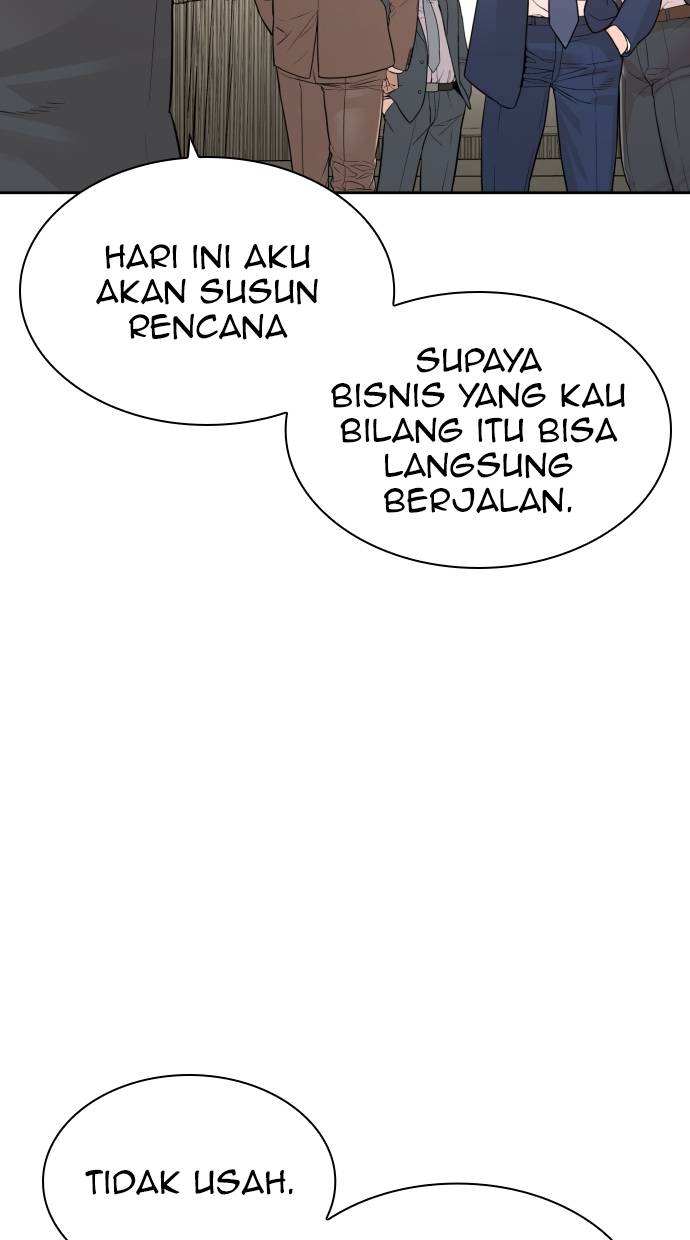 HARI INI AKU
AKAN SUSUN
RENCANA
SUPAYA
BISNIS YANG KAU
BILANG ITU BISA
LANGSUNG
BERJALAN.
TIDAK USAH.